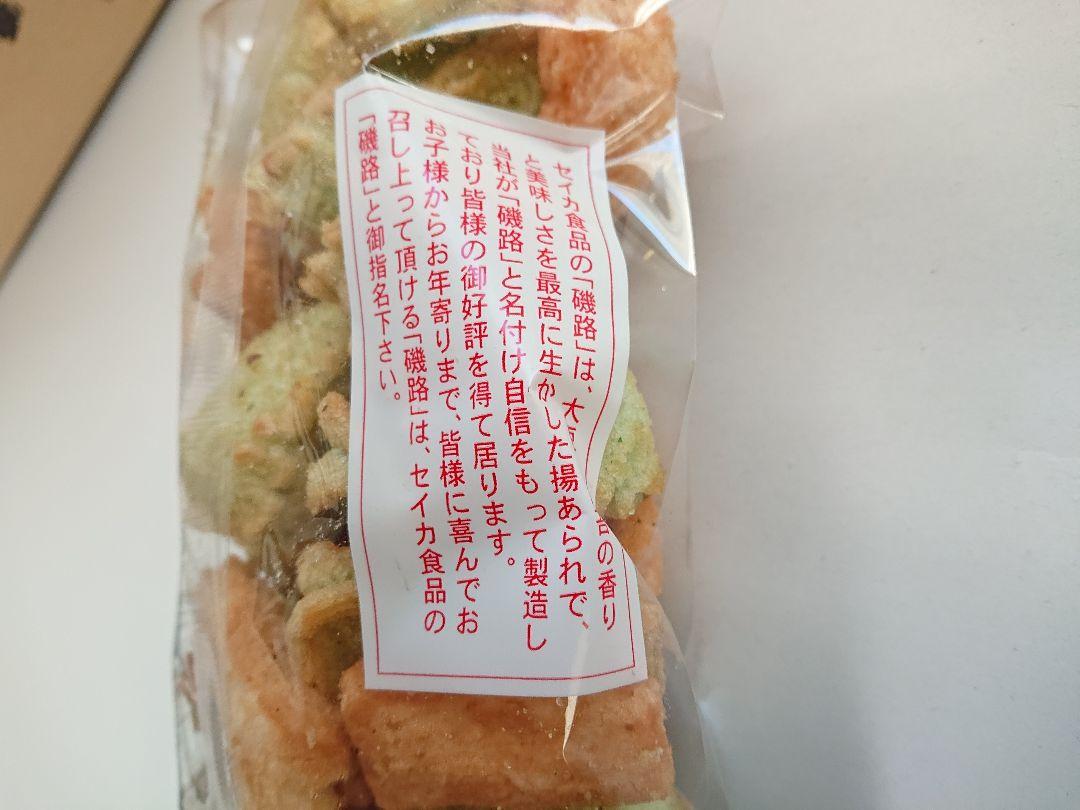 セイカ食品の「磯路」は、大の香り
と美味しさを最高に生かした揚あられで、
当社が「磯路」と名付け自信をもって製造し
ており皆様の御好評を得て居ります。
お子様からお年寄りまで、皆様に喜んでお
召し上って頂ける「磯路」は、セイカ食品の
「磯路」と御指名下さい。